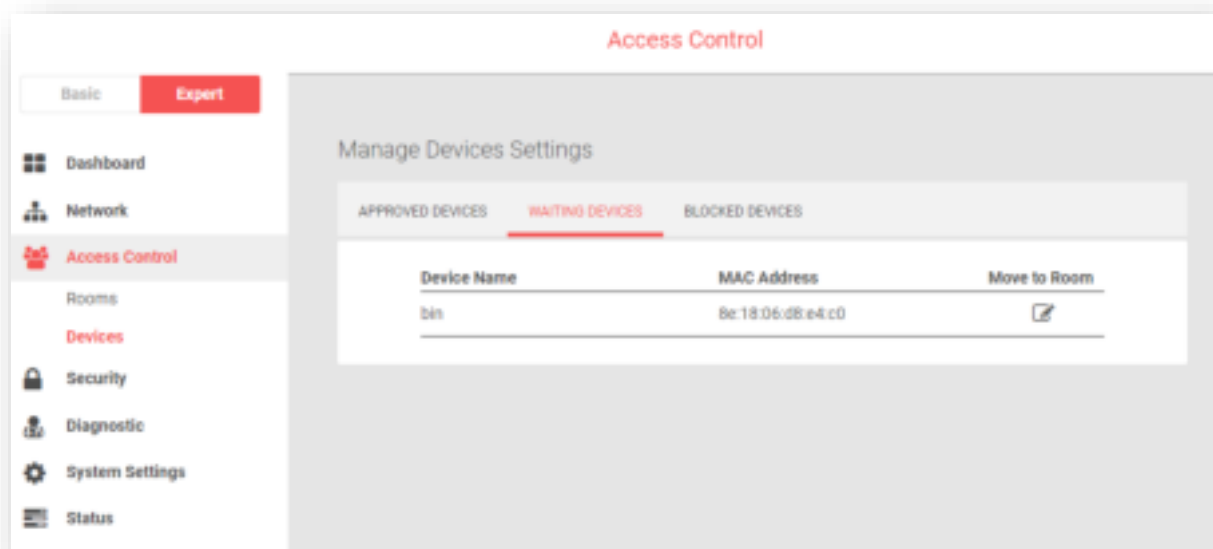 Access Control
Basic Expert
Dashboard
Network
Access Control
Rooms
Devices
Security
Diagnostic
System Settings
Status
Manage Devices Settings
APPROVED DEVICES WAITING DEVICES BLOCKED DEVICES
Device Name MAC Address Move to Room
bin 8e:18:06:d8:e4:c0